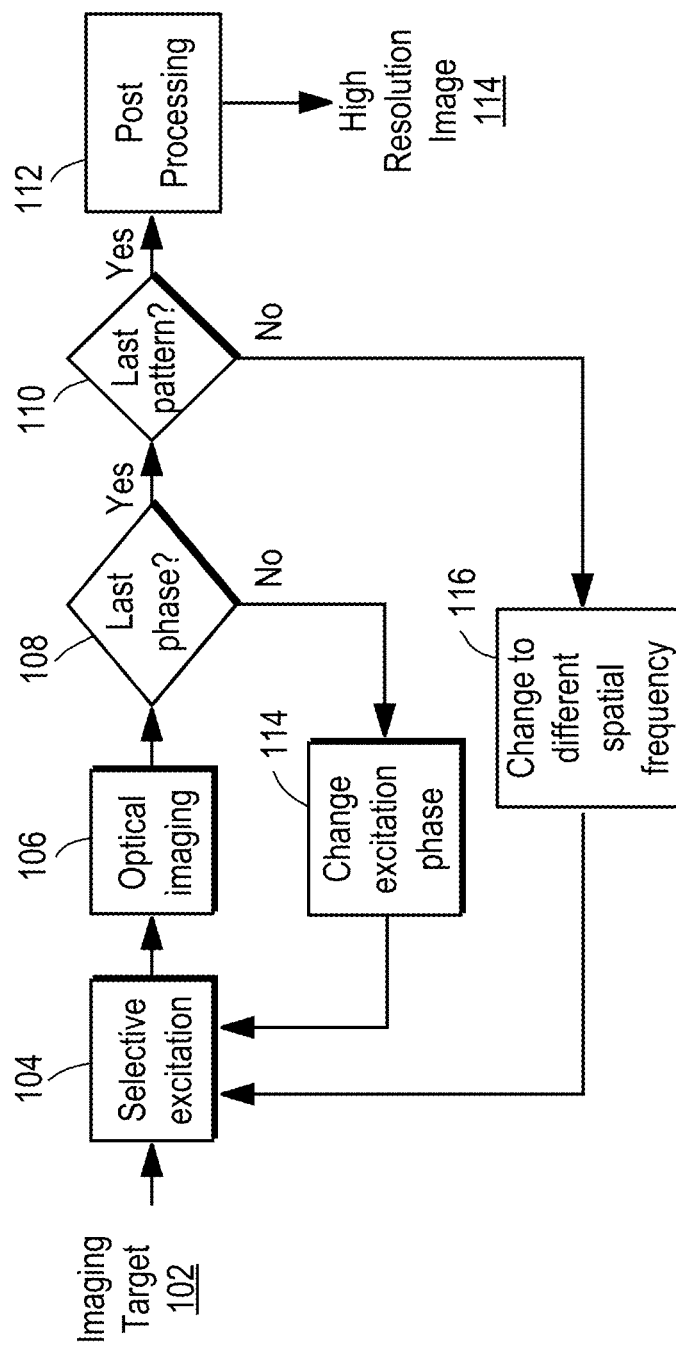 Imaging
Target
102
104
Selective
excitation
106
Optical
imaging
108
Last
phase?
Yes
No
110
Last
pattern?
Yes
No
112
Post
Processing
High
Resolution
Image
114
114
Change
excitation
phase
116
Change to
different
spatial
frequency